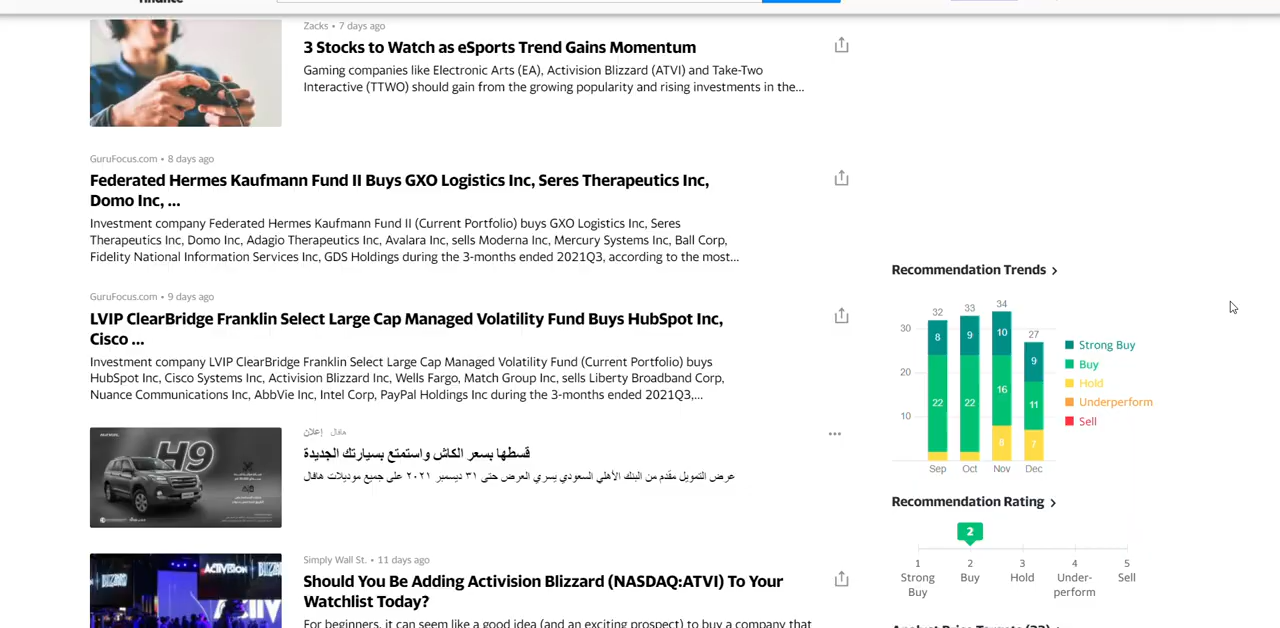 finance
Zacks • 7 days ago
3 Stocks to Watch as eSports Trend Gains Momentum
Gaming companies like Electronic Arts (EA), Activision Blizzard (ATVI) and Take-Two
Interactive (TTWO) should gain from the growing popularity and rising investments in the...
GuruFocus.com • 8 days ago
Federated Hermes Kaufmann Fund II Buys GXO Logistics Inc, Seres Therapeutics Inc,
Domo Inc, ...
Investment company Federated Hermes Kaufmann Fund II (Current Portfolio) buys GXO Logistics Inc, Seres
Therapeutics Inc, Domo Inc, Adagio Therapeutics Inc, Avalara Inc, sells Moderna Inc, Mercury Systems Inc, Ball Corp,
Fidelity National Information Services Inc, GDS Holdings during the 3-months ended 2021Q3, according to the most...
GuruFocus.com • 9 days ago
LVIP ClearBridge Franklin Select Large Cap Managed Volatility Fund Buys HubSpot Inc,
Cisco ...
Investment company LVIP ClearBridge Franklin Select Large Cap Managed Volatility Fund (Current Portfolio) buys
HubSpot Inc, Cisco Systems Inc, Activision Blizzard Inc, Wells Fargo, Match Group Inc, sells Liberty Broadband Corp,
Nuance Communications Inc, AbbVie Inc, Intel Corp, PayPal Holdings Inc during the 3-months ended 2021Q3,...
H9
إعلان هافال
قسطها بسعر الكاش واستمتع بسيارتك الجديدة
عرض التمويل مقدم من البنك الأهلي السعودي يسري العرض حتى ٣١ ديسمبر ٢٠٢١ على جميع موديلات هافال
BLIZZARD
ACTIVISION
Simply Wall St. • 11 days ago
Should You Be Adding Activision Blizzard (NASDAQ:ATVI) To Your
Watchlist Today?
For beginners, it can seem like a good idea (and an exciting prospect) to buy a company that
Recommendation Trends
32 33 34 27
30
20
10
8 9 10 9
22 22 16 11
8 7
Sep Oct Nov Dec
Strong Buy
Buy
Hold
Underperform
Sell
Recommendation Rating
2
1 2 3 4 5
Strong Buy Hold Under- Sell
Buy perform
Analyst Price Targets (33)